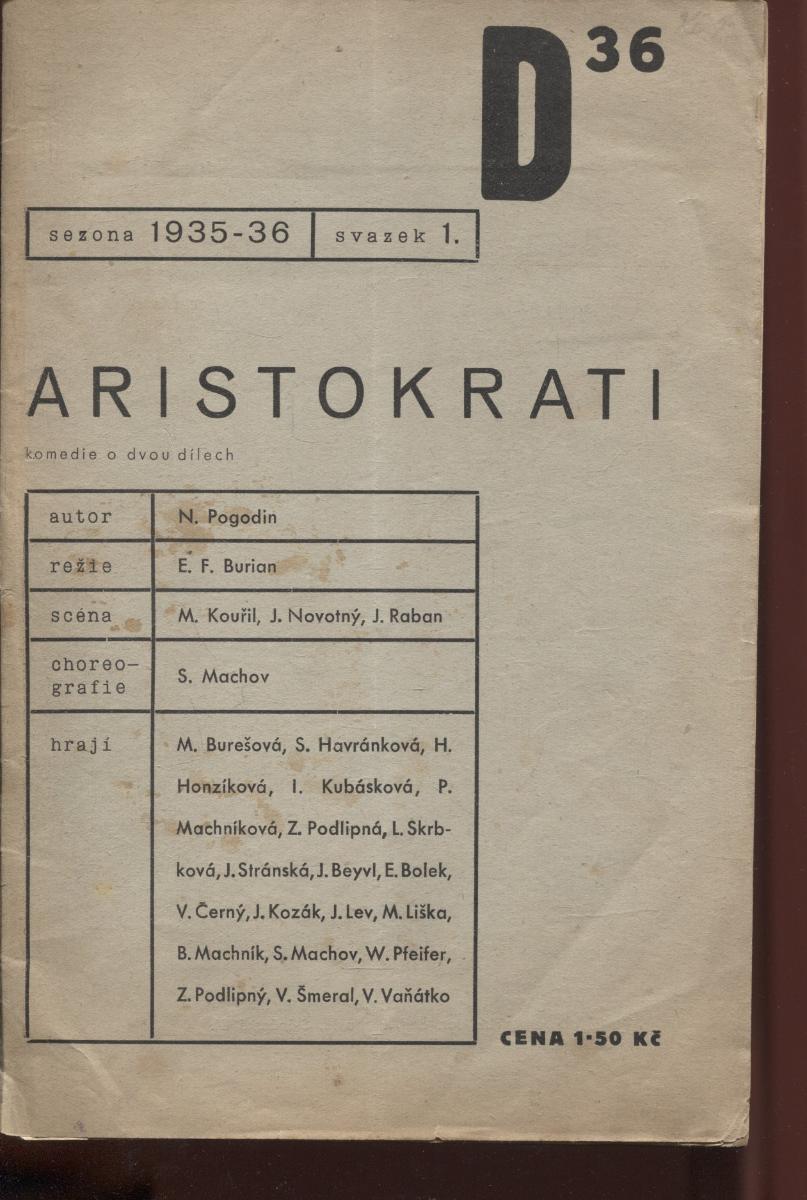 D 36
sezona 1935-36 svazek 1.
ARISTOKRATI
komedie o dvou dílech
autor N. Pogodin
režie E. F. Burian
scéna M. Kouřil, J. Novotný, J. Raban
choreo-
grafie
S. Machov
hrají M. Burešová, S. Havránková, H.
Honzíková, I. Kubásková, P.
Machníková, Z. Podlipná, L. Skrb-
ková, J. Stránská, J. Beyvl, E. Bolek,
V. Černý, J. Kozák, J. Lev, M. Liška,
B. Machník, S. Machov, W. Pfeifer,
Z. Podlipný, V. Šmeral, V. Vaňátko
CENA 1·50 Kč